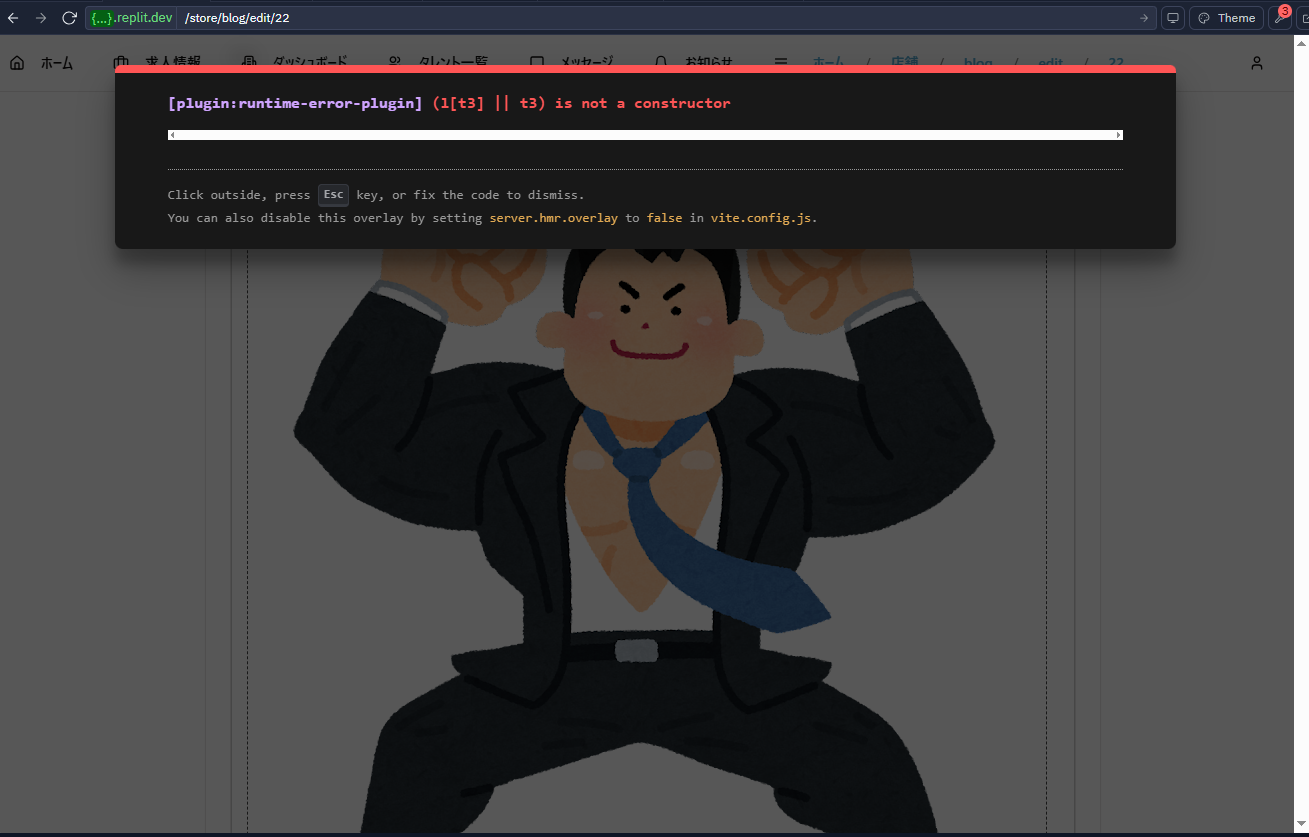 {...}.replit.dev /store/blog/edit/22
Theme
3
ホーム 求人情報 ダッシュボード タレント一覧 メッセージ お知らせ ホーム / 店舗 / blog / edit / 22
[plugin:runtime-error-plugin] (l[t3] || t3) is not a constructor
Click outside, press Esc key, or fix the code to dismiss.
You can also disable this overlay by setting server.hmr.overlay to false in vite.config.js.